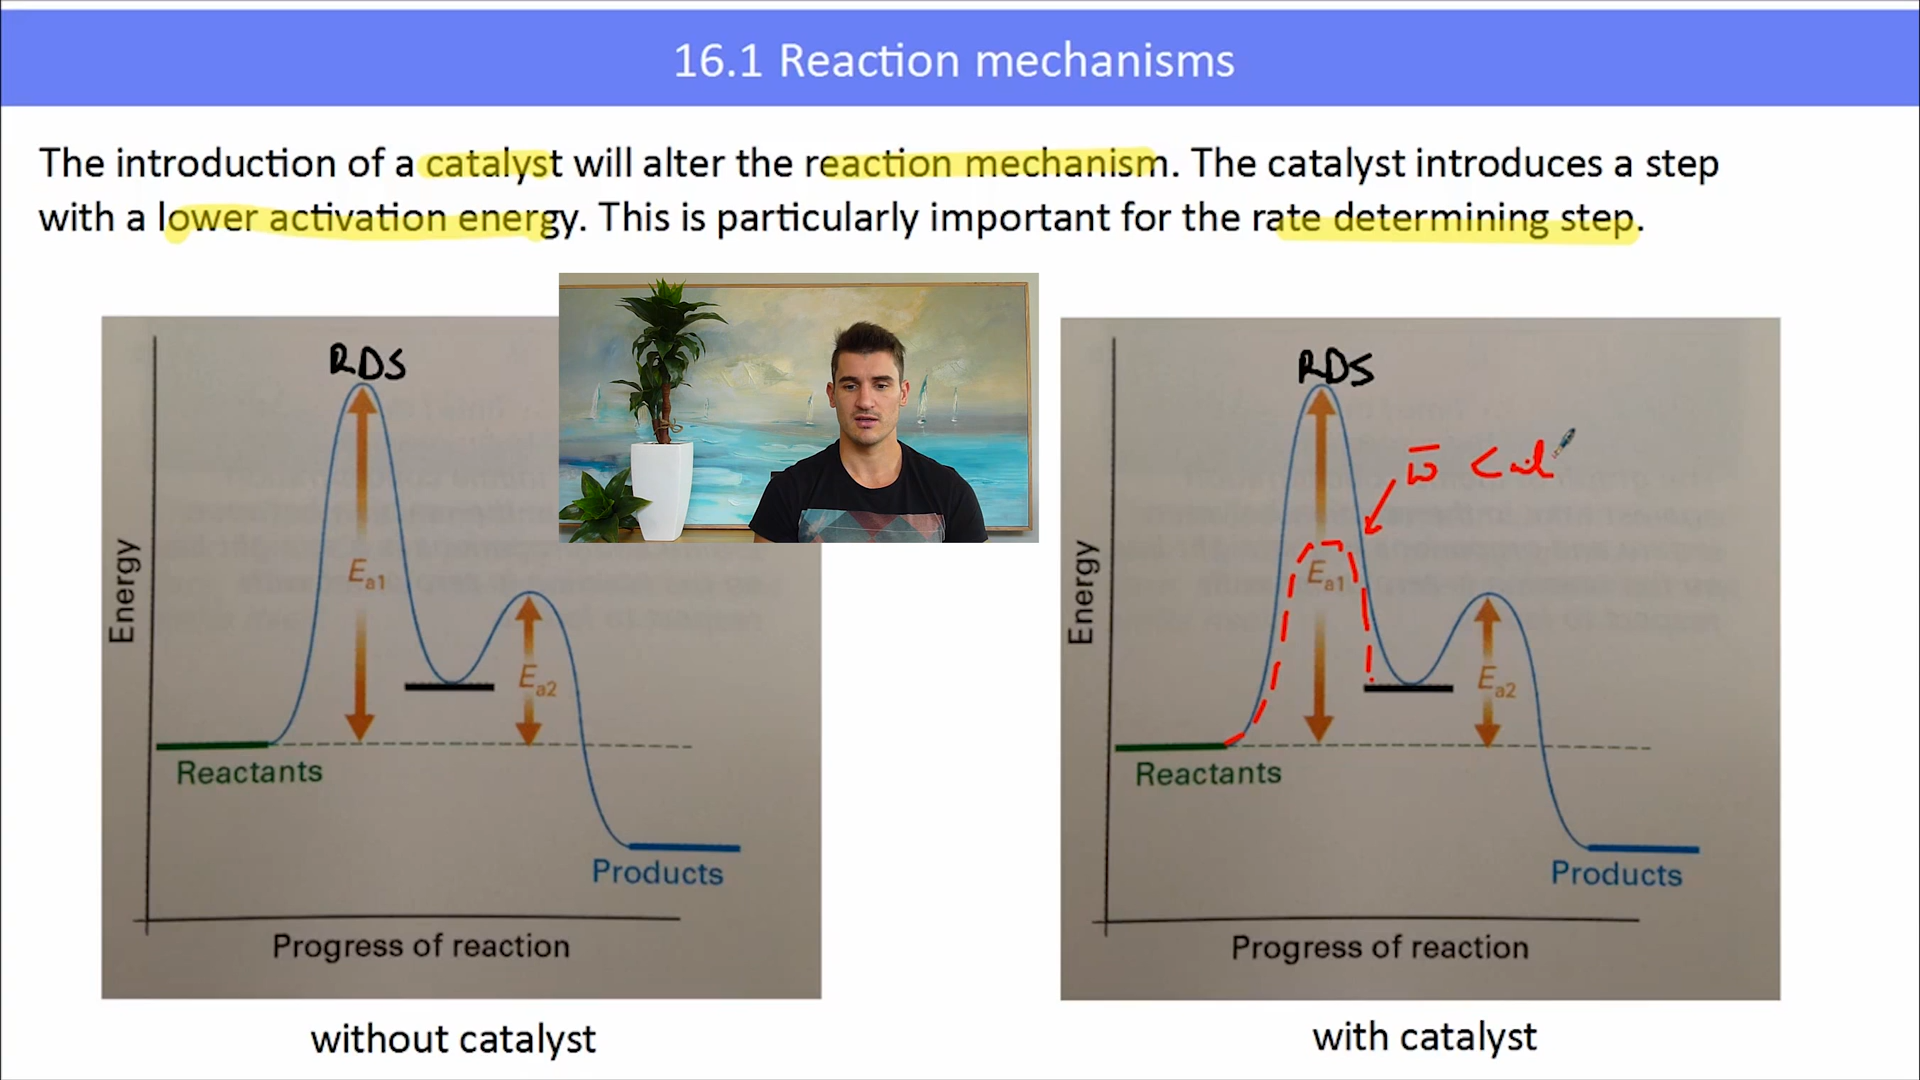 16.1 Reaction mechanisms
The introduction of a catalyst will alter the reaction mechanism. The catalyst introduces a step
with a lower activation energy. This is particularly important for the rate determining step.
RDS
Energy
Ea1
Ea2
Reactants
Products
Progress of reaction
without catalyst
RDS
Energy
Ea1
Ea2
Reactants
Products
Progress of reaction
with catalyst